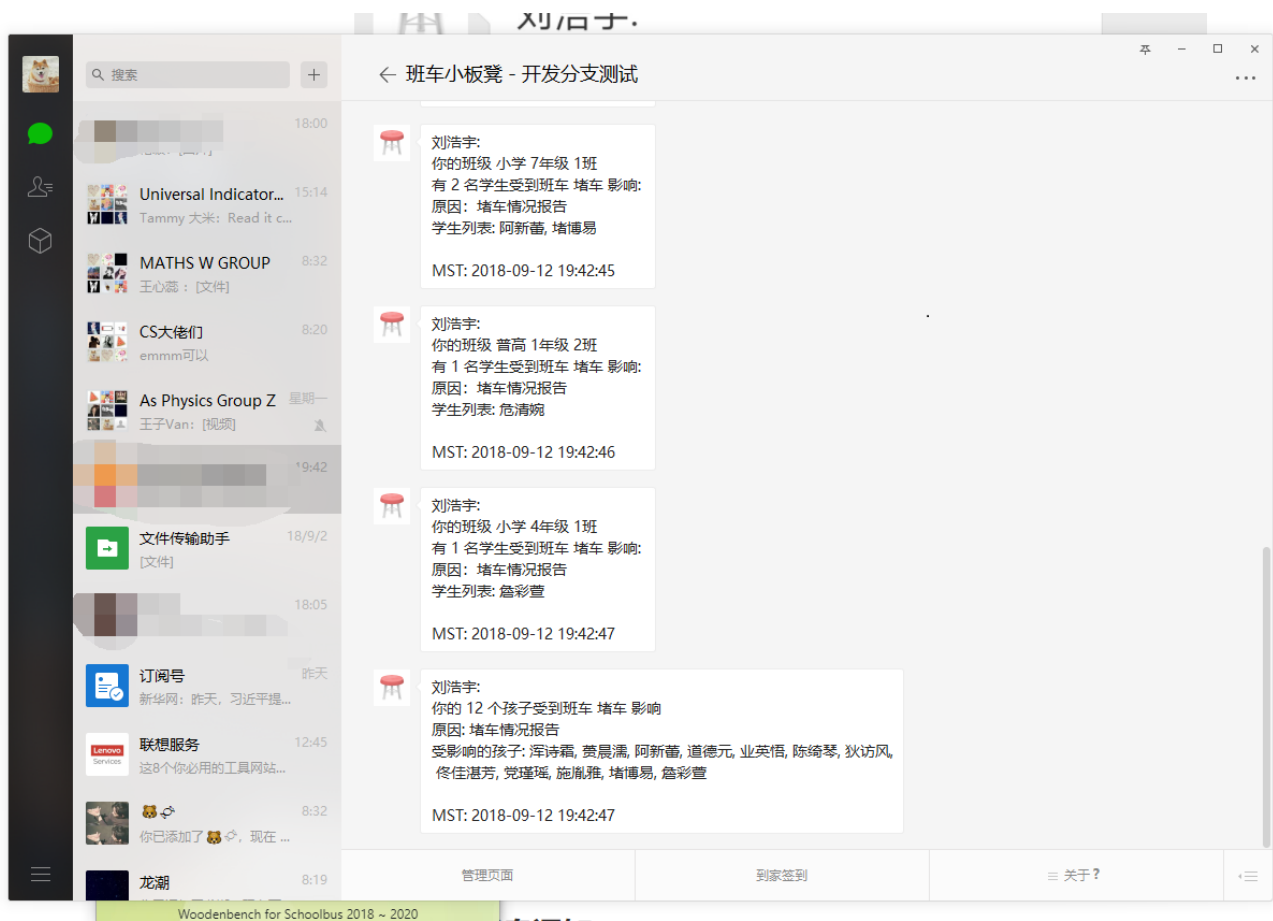 刘浩宇:
搜索
班车小板凳 - 开发分支测试
18:00
Universal Indicator...
15:14
Tammy 大米: Read it c...
MATHS W GROUP
8:32
王心蕊 : [文件]
CS大佬们
8:20
emmm可以
As Physics Group Z
星期一
王子Van: [视频]
19:42
文件传输助手
18/9/2
[文件]
18:05
订阅号
昨天
新华网: 昨天, 习近平提...
Lenovo
Services
联想服务
12:45
这8个你必用的工具网站...
8:32
你已添加了🐯, 现在 ...
龙潮
8:19
刘浩宇:
你的班级 小学 7年级 1班
有 2 名学生受到班车 堵车 影响:
原因: 堵车情况报告
学生列表: 阿新蕾, 堵博易
MST: 2018-09-12 19:42:45
刘浩宇:
你的班级 普高 1年级 2班
有 1 名学生受到班车 堵车 影响:
原因: 堵车情况报告
学生列表: 危清婉
MST: 2018-09-12 19:42:46
刘浩宇:
你的班级 小学 4年级 1班
有 1 名学生受到班车 堵车 影响:
原因: 堵车情况报告
学生列表: 詹彩萱
MST: 2018-09-12 19:42:47
刘浩宇:
你的 12 个孩子受到班车 堵车 影响
原因: 堵车情况报告
受影响的孩子: 浑诗霜, 蒉晨濡, 阿新蕾, 道德元, 业英悟, 陈绮琴, 狄访风,
佟佳湛芳, 党瑾瑶, 施胤雅, 堵博易, 詹彩萱
MST: 2018-09-12 19:42:47
管理页面
到家签到
关于?
Woodenbench for Schoolbus 2018 ~ 2020